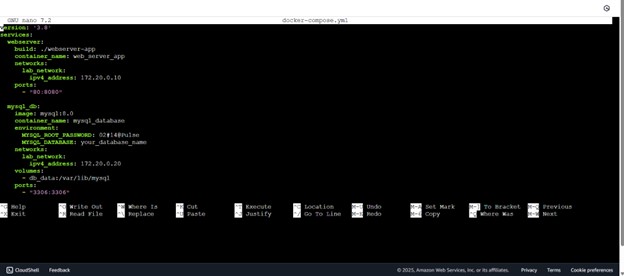 GNU nano 7.2 docker-compose.yml
version: '3.8'
services:
webserver:
build: ./webserver-app
container_name: web_server_app
networks:
lab_network:
ipv4_address: 172.20.0.10
ports:
- "80:8080"
mysql_db:
image: mysql:8.0
container_name: mysql_database
environment:
MYSQL_ROOT_PASSWORD: 02#14@Pulse
MYSQL_DATABASE: your_database_name
networks:
lab_network:
ipv4_address: 172.20.0.20
volumes:
- db_data:/var/lib/mysql
ports:
- "3306:3306"
^G Help ^O Write Out ^W Where Is ^K Cut ^T Execute ^C Location M-U Undo M-A Set Mark M-] To Bracket M-Q Previous
^X Exit ^R Read File ^\ Replace ^U Paste ^J Justify ^/ Go To Line M-E Redo M-6 Copy ^Q Where Was M-W Next
CloudShell Feedback © 2025, Amazon Web Services, Inc. or its affiliates. Privacy Terms Cookie preferences